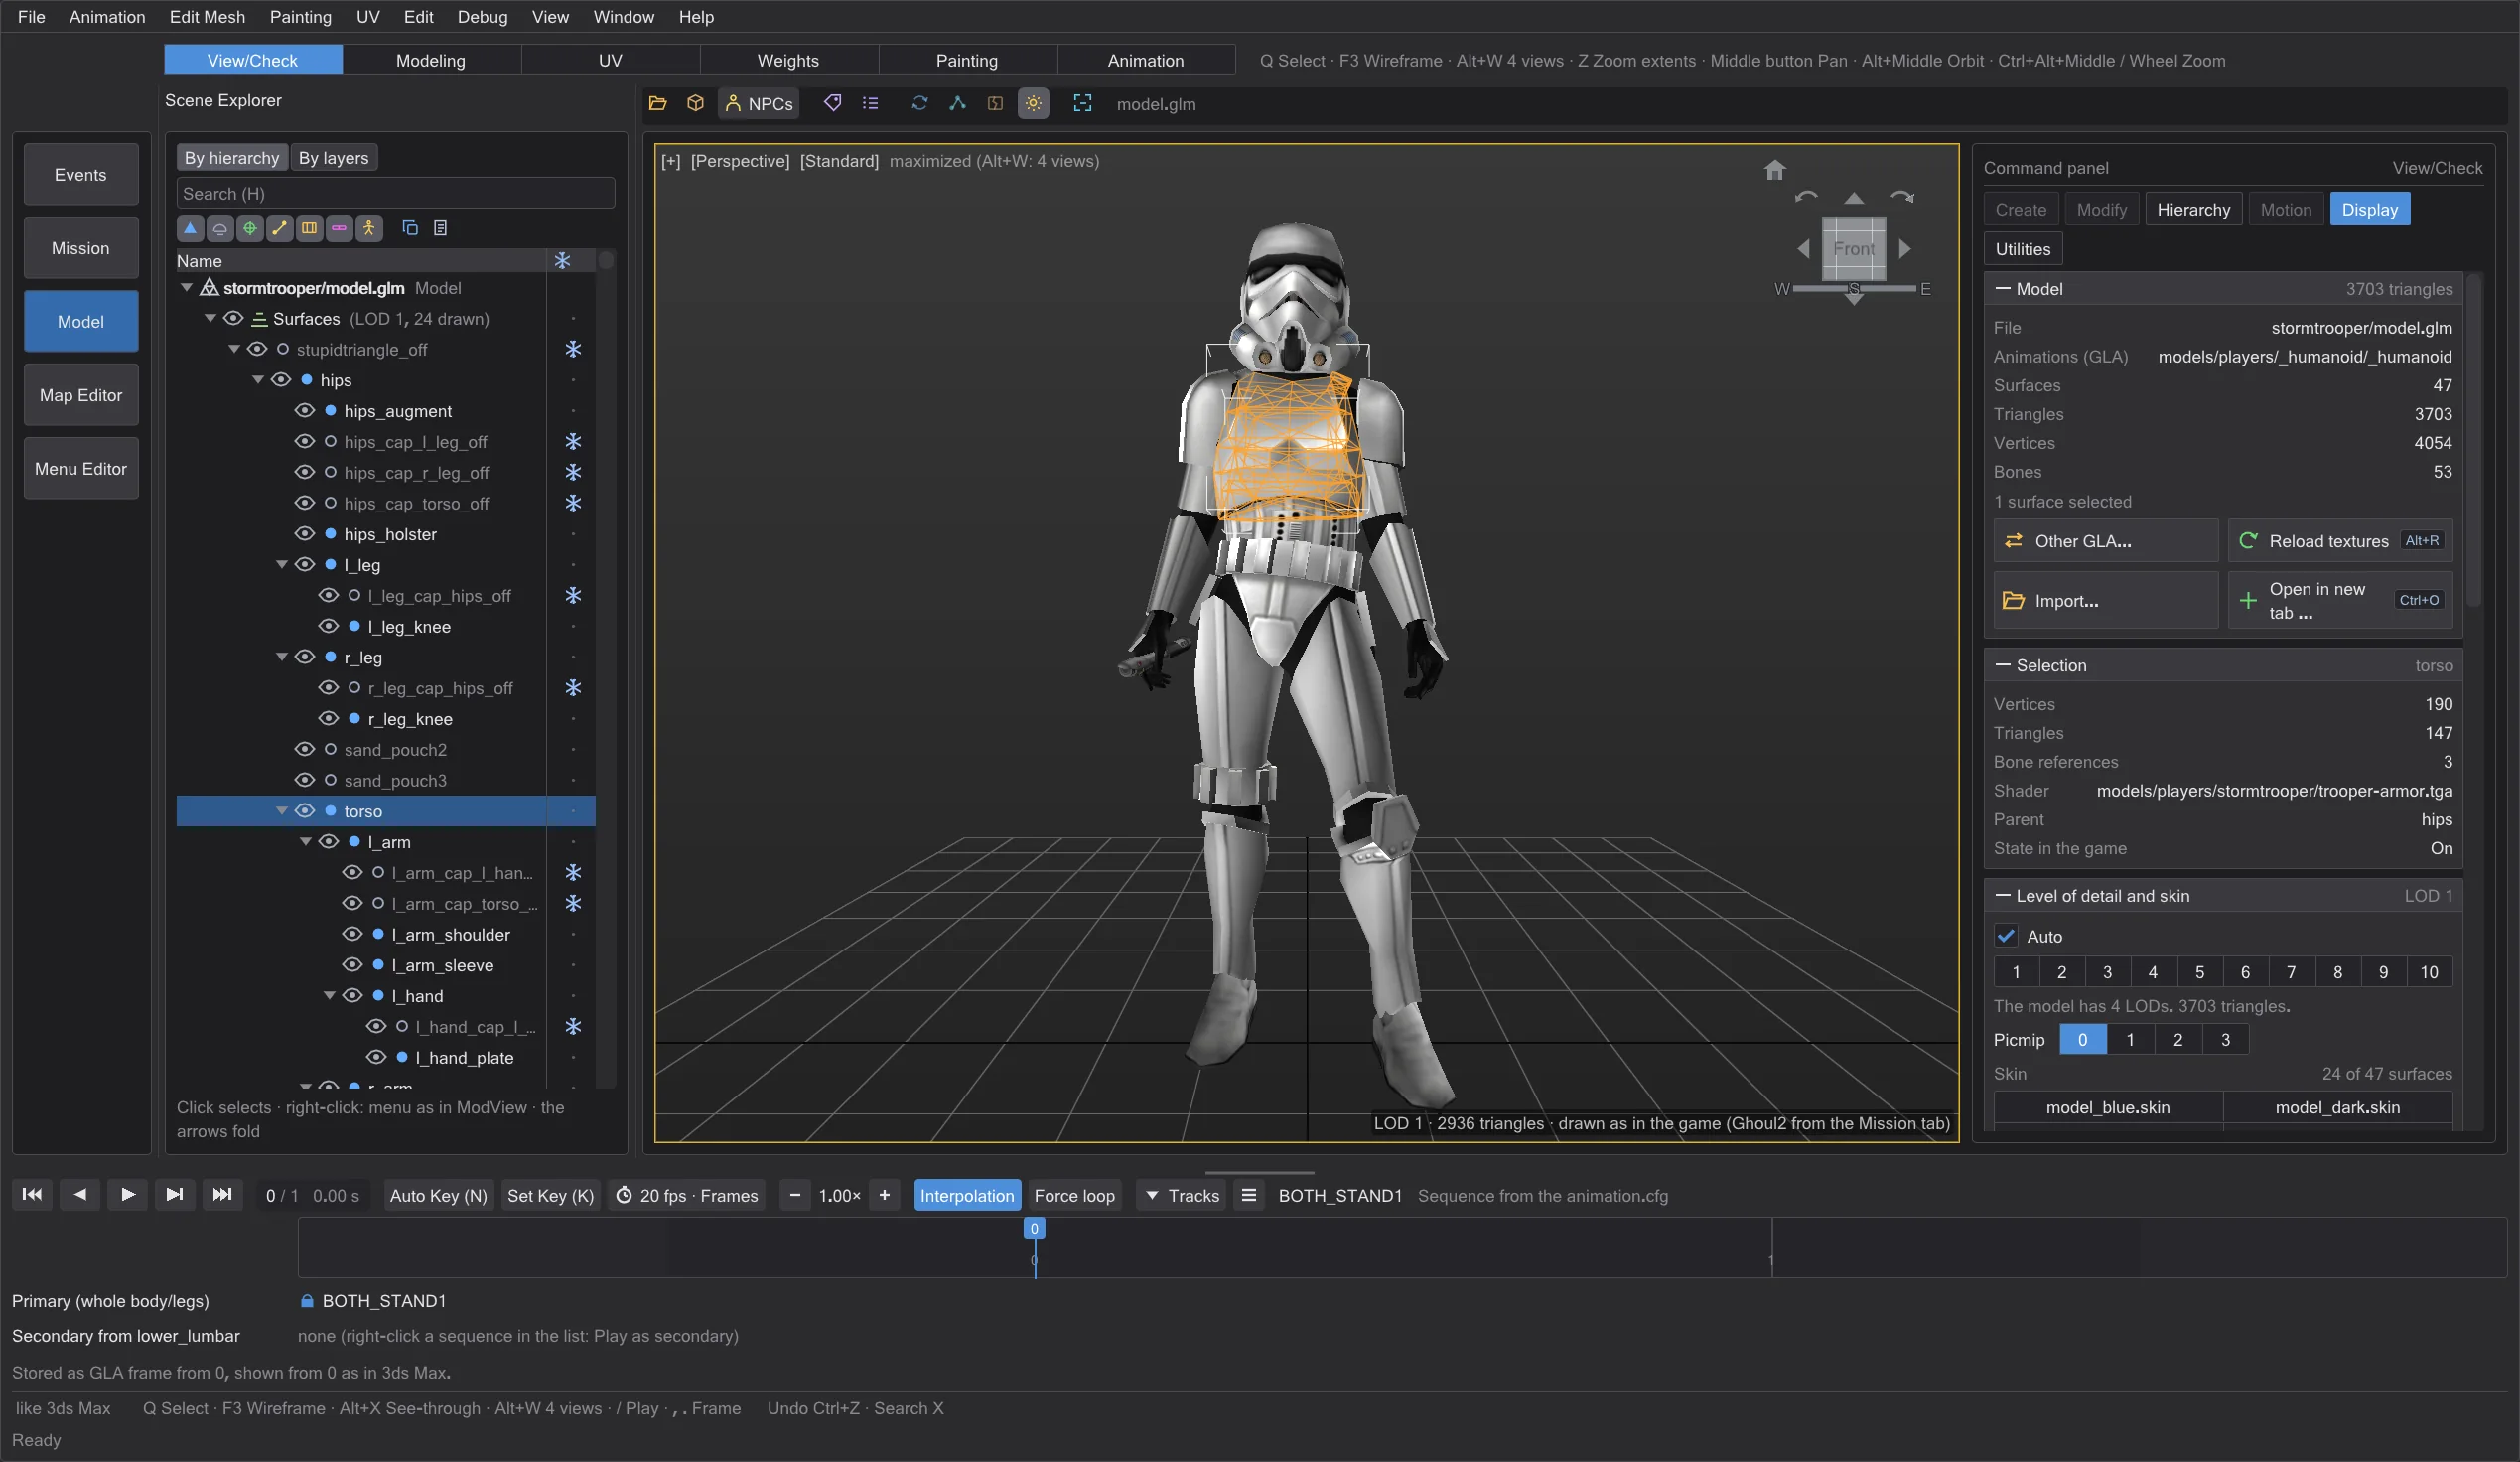 File Animation Edit Mesh Painting UV Edit Debug View Window Help
View/Check Modeling UV Weights Painting Animation Q Select · F3 Wireframe · Alt+W 4 views · Z Zoom extents · Middle button Pan · Alt+Middle Orbit · Ctrl+Alt+Middle / Wheel Zoom
Scene Explorer
NPCs model.glm
Events
Mission
Model
Map Editor
Menu Editor
By hierarchy By layers
Search (H)
Name
stormtrooper/model.glm Model
Surfaces (LOD 1, 24 drawn)
stupidtriangle_off
hips
hips_augment
hips_cap_l_leg_off
hips_cap_r_leg_off
hips_cap_torso_off
hips_holster
l_leg
l_leg_cap_hips_off
l_leg_knee
r_leg
r_leg_cap_hips_off
r_leg_knee
sand_pouch2
sand_pouch3
torso
l_arm
l_arm_cap_l_han...
l_arm_cap_torso_...
l_arm_shoulder
l_arm_sleeve
l_hand
l_hand_cap_l_...
l_hand_plate
r_arm
Click selects · right-click: menu as in ModView · the
arrows fold
[+] [Perspective] [Standard] maximized (Alt+W: 4 views)
Front
W S E
LOD 1 · 2936 triangles · drawn as in the game (Ghoul2 from the Mission tab)
Command panel View/Check
Create Modify Hierarchy Motion Display
Utilities
Model 3703 triangles
File stormtrooper/model.glm
Animations (GLA) models/players/_humanoid/_humanoid
Surfaces 47
Triangles 3703
Vertices 4054
Bones 53
1 surface selected
Other GLA... Reload textures Alt+R
Import... Open in new tab ... Ctrl+O
Selection torso
Vertices 190
Triangles 147
Bone references 3
Shader models/players/stormtrooper/trooper-armor.tga
Parent hips
State in the game On
Level of detail and skin LOD 1
Auto
1 2 3 4 5 6 7 8 9 10
The model has 4 LODs. 3703 triangles.
Picmip 0 1 2 3
Skin 24 of 47 surfaces
model_blue.skin model_dark.skin
0 / 1 0.00 s Auto Key (N) Set Key (K) 20 fps · Frames − 1.00× + Interpolation Force loop Tracks BOTH_STAND1 Sequence from the animation.cfg
0
0 1
Primary (whole body/legs) BOTH_STAND1
Secondary from lower_lumbar none (right-click a sequence in the list: Play as secondary)
Stored as GLA frame from 0, shown from 0 as in 3ds Max.
like 3ds Max Q Select · F3 Wireframe · Alt+X See-through · Alt+W 4 views · / Play · , . Frame Undo Ctrl+Z · Search X
Ready